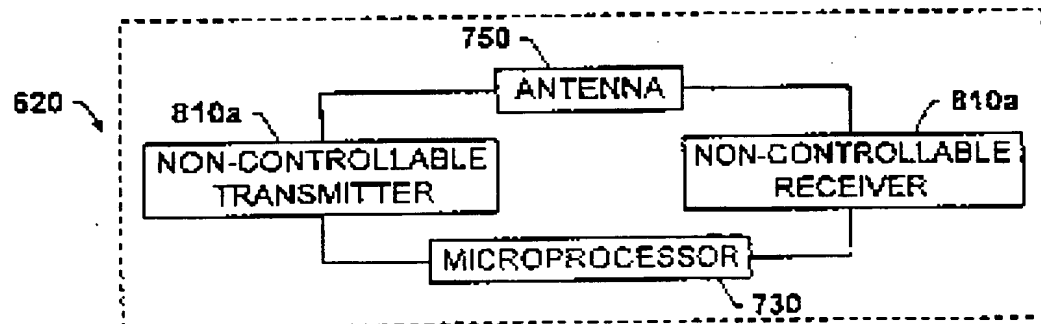 750
ANTENNA
620
810a
810a
NON-CONTROLLABLE
TRANSMITTER
NON-CONTROLLABLE
RECEIVER
MICROPROCESSOR
730